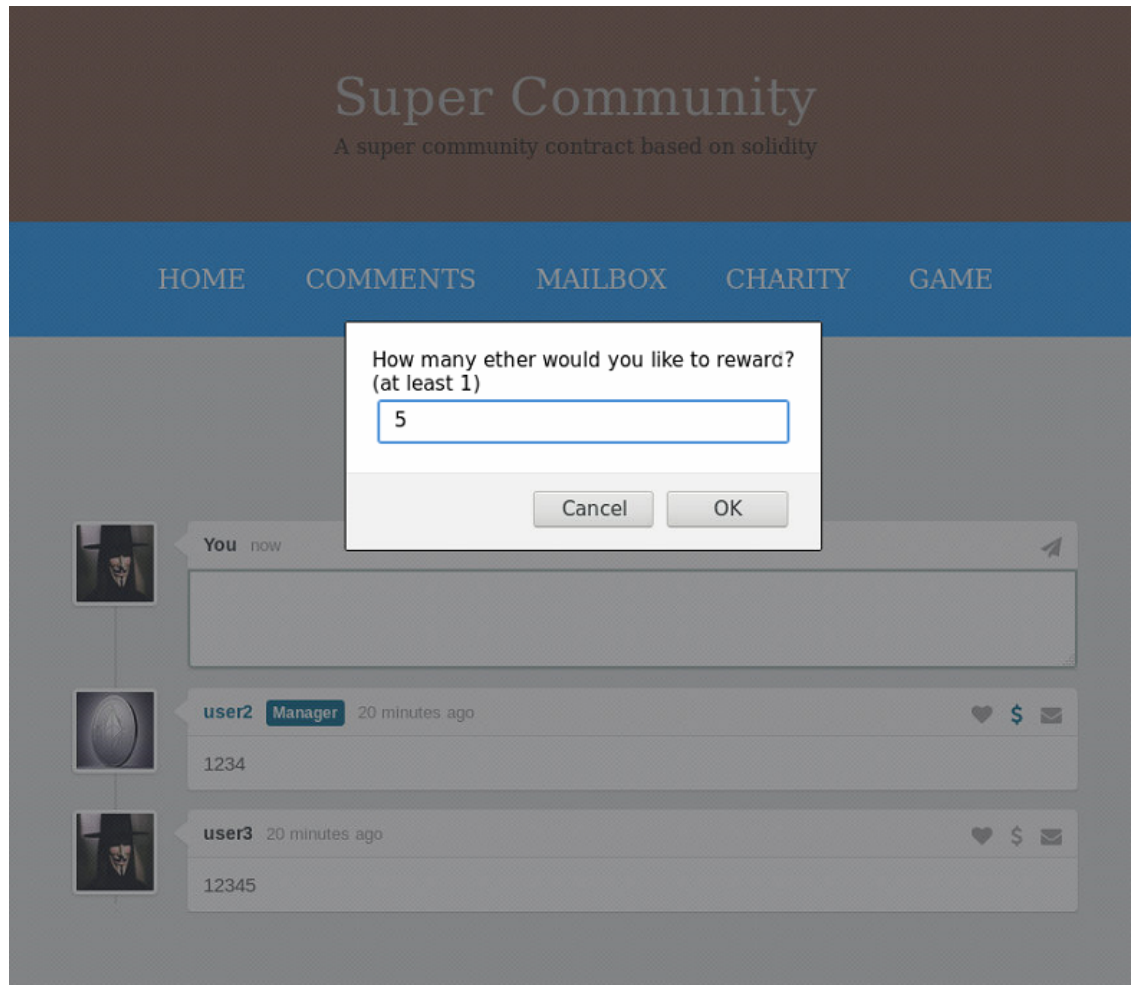 Super Community
A super community contract based on solidity
HOME COMMENTS MAILBOX CHARITY GAME
How many ether would you like to reward?
(at least 1)
5
Cancel OK
You now
user2 Manager 20 minutes ago
$
1234
user3 20 minutes ago
$
12345